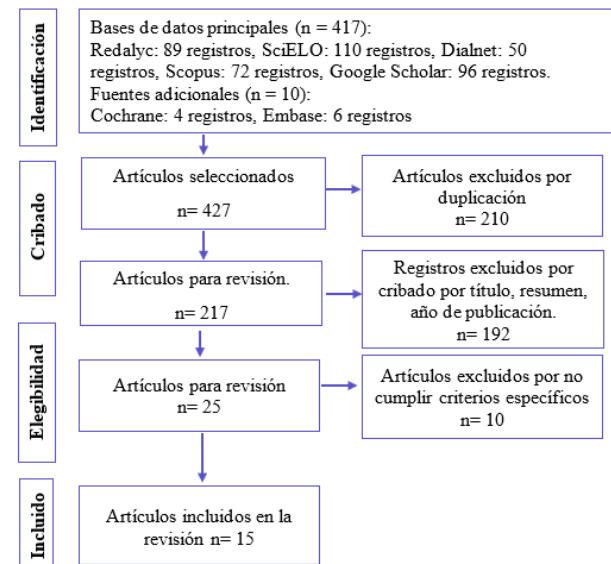 Identificación
Bases de datos principales (n = 417):
Redalyc: 89 registros, SciELO: 110 registros, Dialnet: 50
registros, Scopus: 72 registros, Google Scholar: 96 registros.
Fuentes adicionales (n = 10):
Cochrane: 4 registros, Embase: 6 registros
Cribado
Artículos seleccionados
n= 427
Artículos excluidos por
duplicación
n= 210
Artículos para revisión.
n= 217
Registros excluidos por
cribado por título, resumen,
año de publicación.
n= 192
Elegibilidad
Artículos para revisión
n= 25
Artículos excluidos por no
cumplir criterios específicos
n= 10
Incluido
Artículos incluidos en la
revisión n= 15